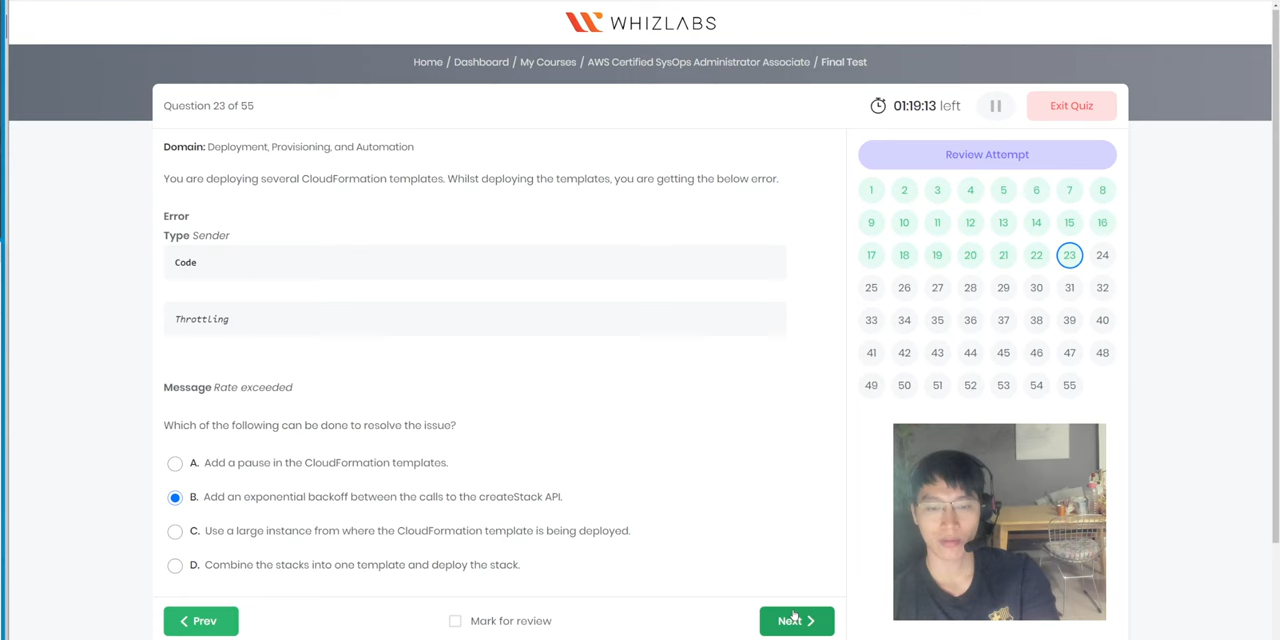 WHIZLABS
Home / Dashboard / My Courses / AWS Certified SysOps Administrator Associate / Final Test
Question 23 of 55
01:19:13 left
Exit Quiz
Domain: Deployment, Provisioning, and Automation
You are deploying several CloudFormation templates. Whilst deploying the templates, you are getting the below error.
Error
Type Sender
Code
Throttling
Message Rate exceeded
Which of the following can be done to resolve the issue?
A. Add a pause in the CloudFormation templates.
B. Add an exponential backoff between the calls to the createStack API.
C. Use a large instance from where the CloudFormation template is being deployed.
D. Combine the stacks into one template and deploy the stack.
Prev
Mark for review
Next
Review Attempt
1 2 3 4 5 6 7 8
9 10 11 12 13 14 15 16
17 18 19 20 21 22 23 24
25 26 27 28 29 30 31 32
33 34 35 36 37 38 39 40
41 42 43 44 45 46 47 48
49 50 51 52 53 54 55